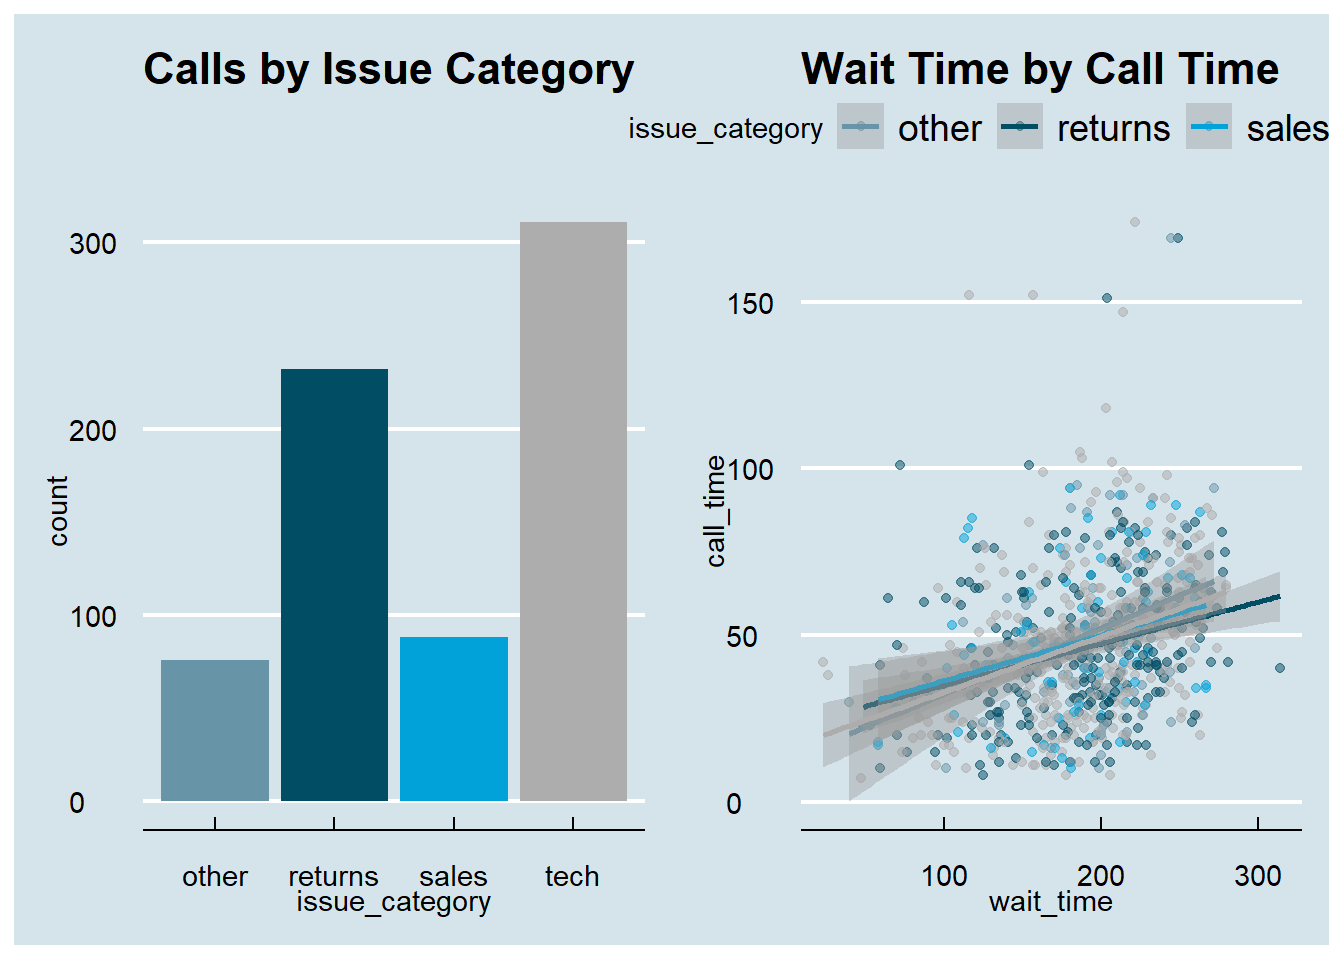 Calls by Issue Category
300
200
100
0
count
other returns sales tech
issue_category
Wait Time by Call Time
issue_category other returns sales
150
100
50
0
call_time
100 200 300
wait_time